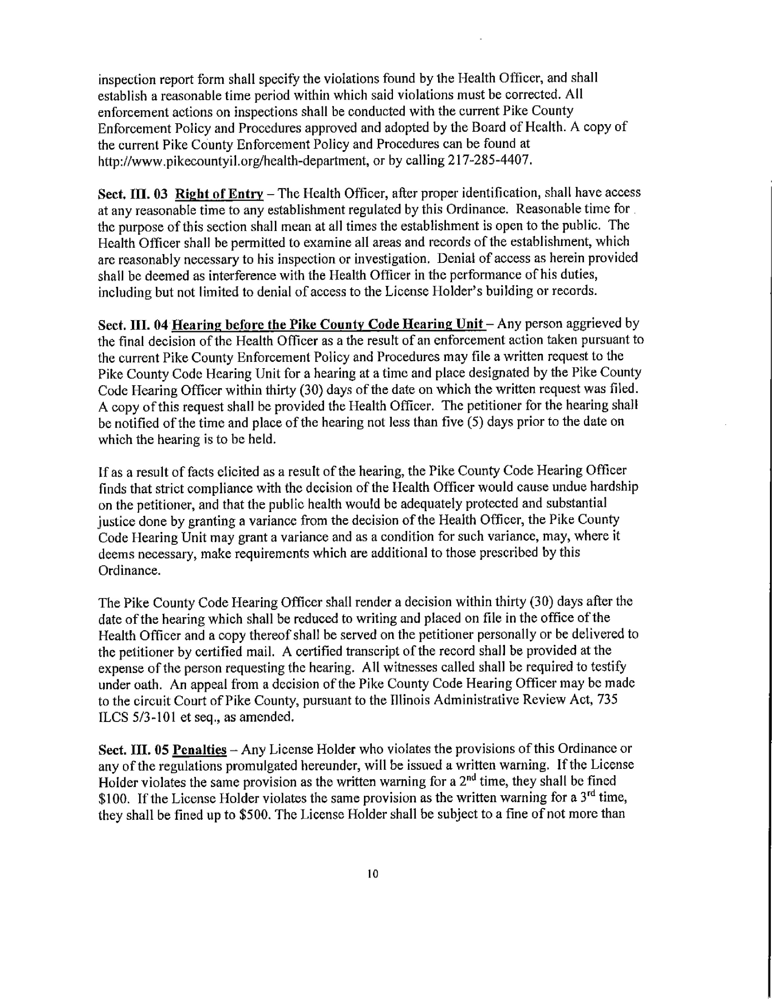 inspection report form shall specify the violations found by the Health Officer, and shall
establish a reasonable time period within which said violations must be corrected. All
enforcement actions on inspections shall be conducted with the current Pike County
Enforcement Policy and Procedures approved and adopted by the Board of Health. A copy of
the current Pike County Enforcement Policy and Procedures can be found at
http://www.pikecountyil.org/health-department, or by calling 217-285-4407.
Sect. III. 03 Right of Entry – The Health Officer, after proper identification, shall have access
at any reasonable time to any establishment regulated by this Ordinance. Reasonable time for
the purpose of this section shall mean at all times the establishment is open to the public. The
Health Officer shall be permitted to examine all areas and records of the establishment, which
are reasonably necessary to his inspection or investigation. Denial of access as herein provided
shall be deemed as interference with the Health Officer in the performance of his duties,
including but not limited to denial of access to the License Holder's building or records.
Sect. III. 04 Hearing before the Pike County Code Hearing Unit – Any person aggrieved by
the final decision of the Health Officer as a the result of an enforcement action taken pursuant to
the current Pike County Enforcement Policy and Procedures may file a written request to the
Pike County Code Hearing Unit for a hearing at a time and place designated by the Pike County
Code Hearing Officer within thirty (30) days of the date on which the written request was filed.
A copy of this request shall be provided the Health Officer. The petitioner for the hearing shall
be notified of the time and place of the hearing not less than five (5) days prior to the date on
which the hearing is to be held.
If as a result of facts elicited as a result of the hearing, the Pike County Code Hearing Officer
finds that strict compliance with the decision of the Health Officer would cause undue hardship
on the petitioner, and that the public health would be adequately protected and substantial
justice done by granting a variance from the decision of the Health Officer, the Pike County
Code Hearing Unit may grant a variance and as a condition for such variance, may, where it
deems necessary, make requirements which are additional to those prescribed by this
Ordinance.
The Pike County Code Hearing Officer shall render a decision within thirty (30) days after the
date of the hearing which shall be reduced to writing and placed on file in the office of the
Health Officer and a copy thereof shall be served on the petitioner personally or be delivered to
the petitioner by certified mail. A certified transcript of the record shall be provided at the
expense of the person requesting the hearing. All witnesses called shall be required to testify
under oath. An appeal from a decision of the Pike County Code Hearing Officer may be made
to the circuit Court of Pike County, pursuant to the Illinois Administrative Review Act, 735
ILCS 5/3-101 et seq., as amended.
Sect. III. 05 Penalties – Any License Holder who violates the provisions of this Ordinance or
any of the regulations promulgated hereunder, will be issued a written warning. If the License
Holder violates the same provision as the written warning for a 2nd time, they shall be fined
$100. If the License Holder violates the same provision as the written warning for a 3rd time,
they shall be fined up to $500. The License Holder shall be subject to a fine of not more than
10